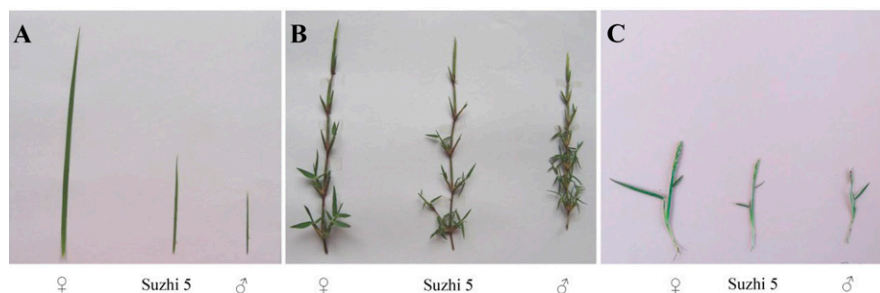 A B C
♀ Suzhi 5 ♂ ♀ Suzhi 5 ♂ ♀ Suzhi 5 ♂